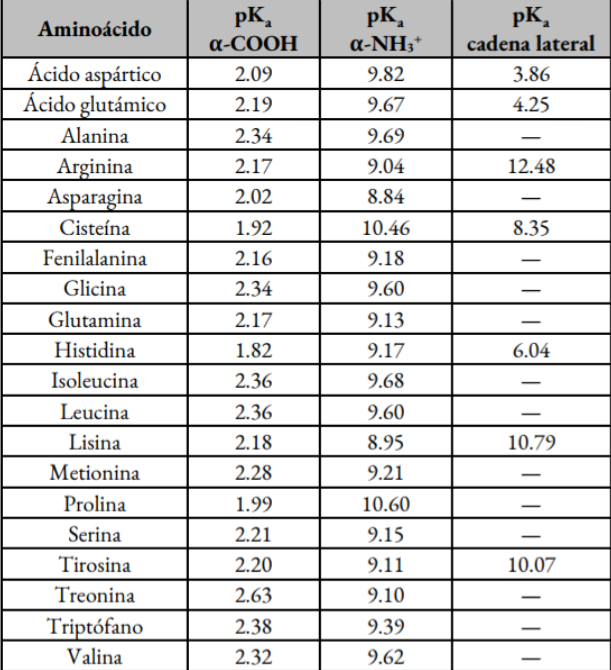 Aminoácido pKₐ α-COOH pKₐ α-NH₃⁺ pKₐ cadena lateral
Ácido aspártico 2.09 9.82 3.86
Ácido glutámico 2.19 9.67 4.25
Alanina 2.34 9.69 —
Arginina 2.17 9.04 12.48
Asparagina 2.02 8.84 —
Cisteína 1.92 10.46 8.35
Fenilalanina 2.16 9.18 —
Glicina 2.34 9.60 —
Glutamina 2.17 9.13 —
Histidina 1.82 9.17 6.04
Isoleucina 2.36 9.68 —
Leucina 2.36 9.60 —
Lisina 2.18 8.95 10.79
Metionina 2.28 9.21 —
Prolina 1.99 10.60 —
Serina 2.21 9.15 —
Tirosina 2.20 9.11 10.07
Treonina 2.63 9.10 —
Triptófano 2.38 9.39 —
Valina 2.32 9.62 —